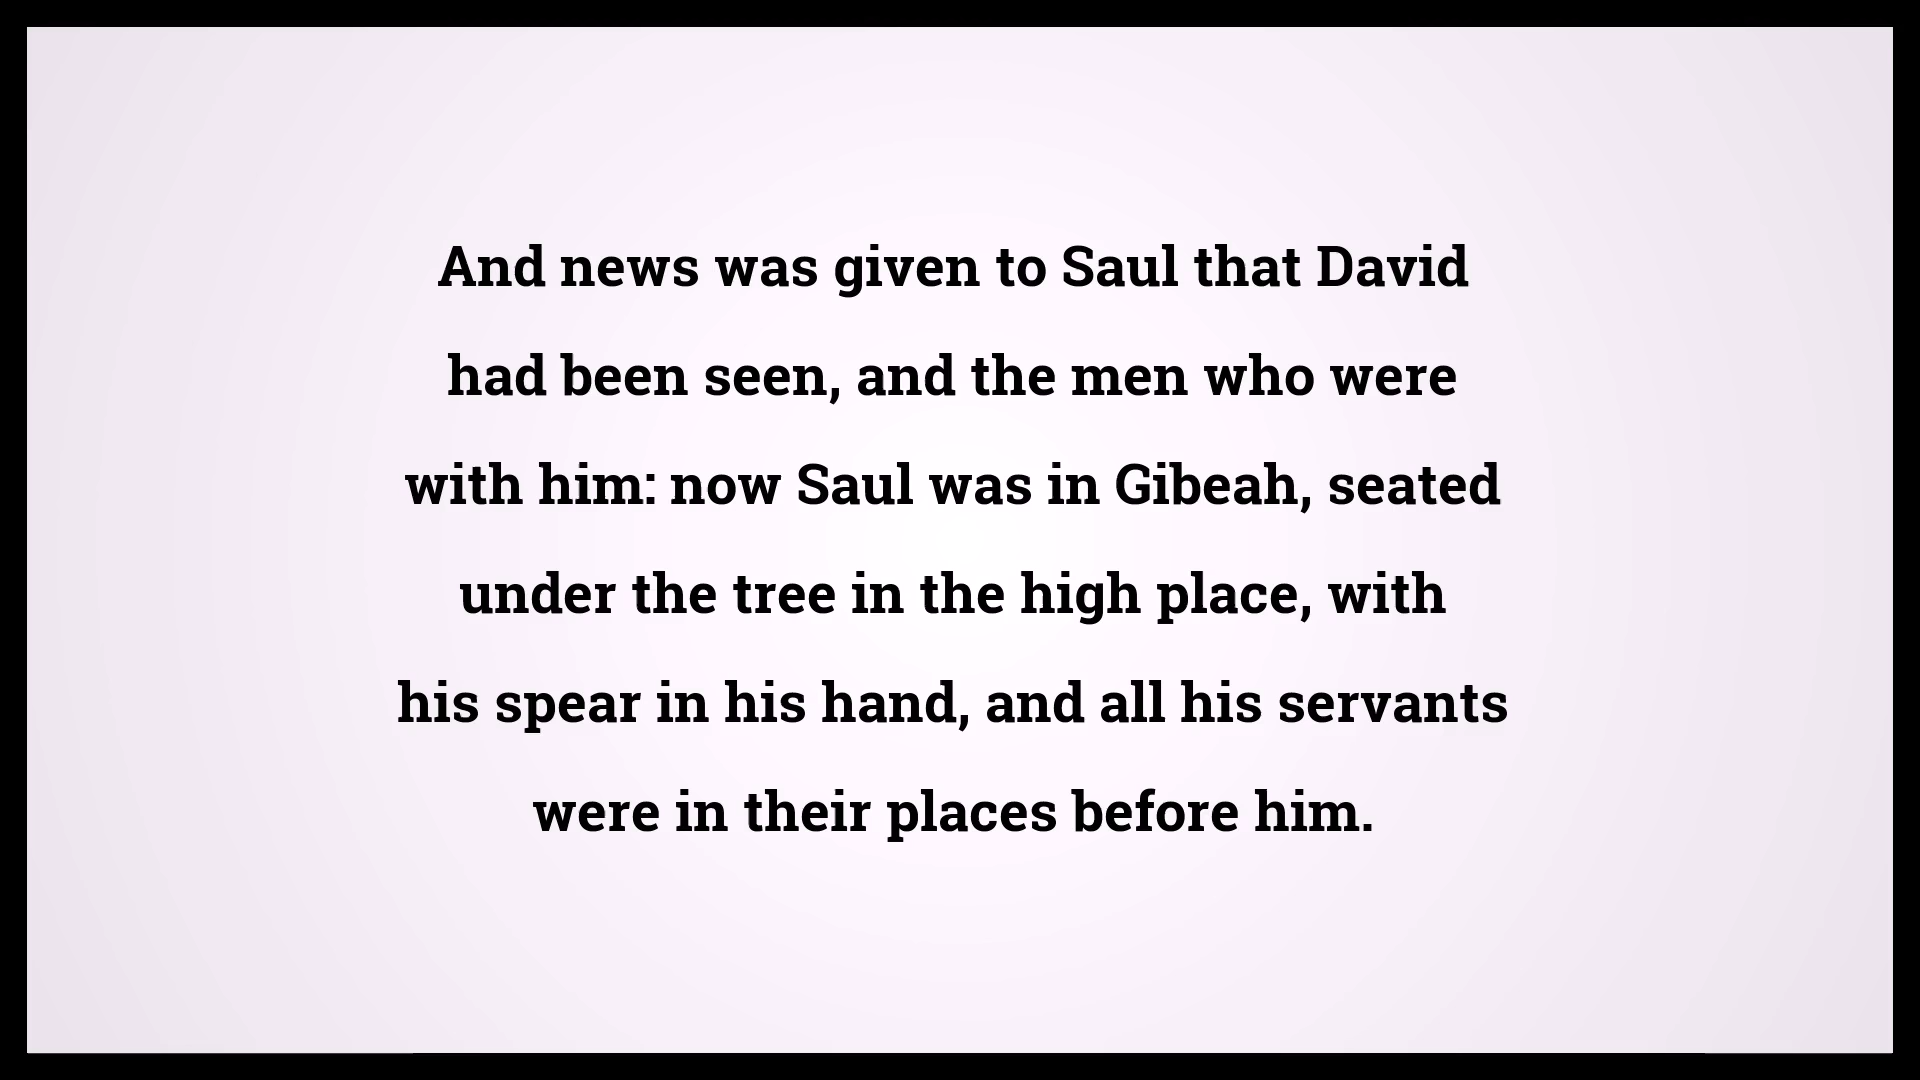 And news was given to Saul that David
had been seen, and the men who were
with him: now Saul was in Gibeah, seated
under the tree in the high place, with
his spear in his hand, and all his servants
were in their places before him.